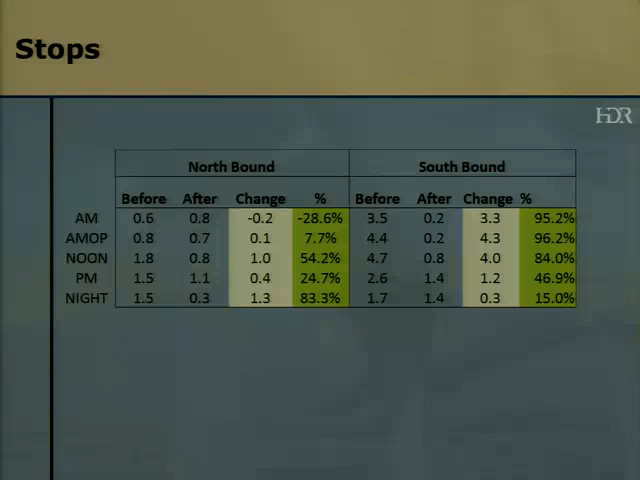 Stops
HDR
North Bound South Bound
Before After Change % Before After Change %
AM 0.6 0.8 -0.2 -28.6% 3.5 0.2 3.3 95.2%
AMOP 0.8 0.7 0.1 7.7% 4.4 0.2 4.3 96.2%
NOON 1.8 0.8 1.0 54.2% 4.7 0.8 4.0 84.0%
PM 1.5 1.1 0.4 24.7% 2.6 1.4 1.2 46.9%
NIGHT 1.5 0.3 1.3 83.3% 1.7 1.4 0.3 15.0%